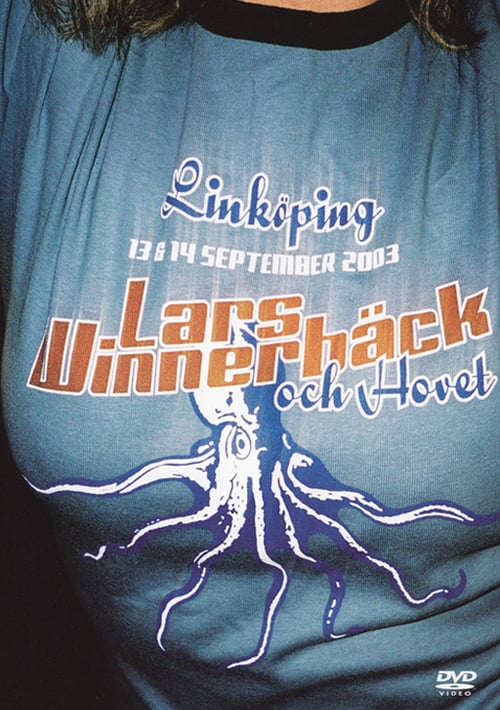 Linköping
13 & 14 SEPTEMBER 2003
Lars
Winnerbäck
och Hovet
DVD
VIDEO